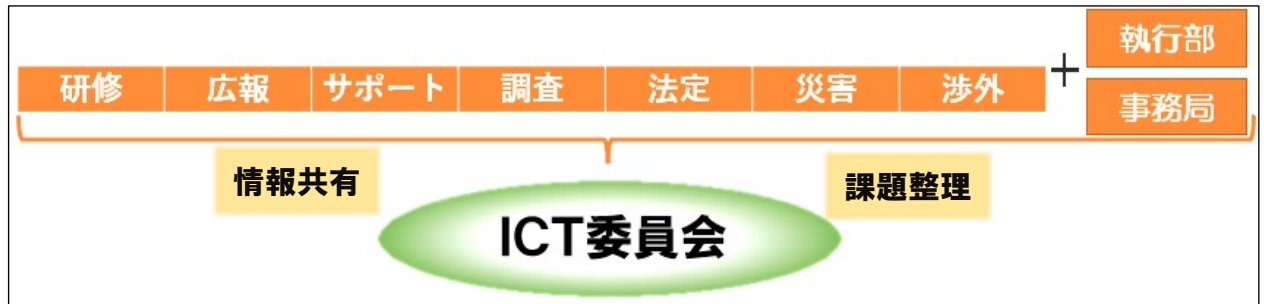 執行部
研修 広報 サポート 調査 法定 災害 渉外 +
事務局
情報共有 課題整理
ICT委員会